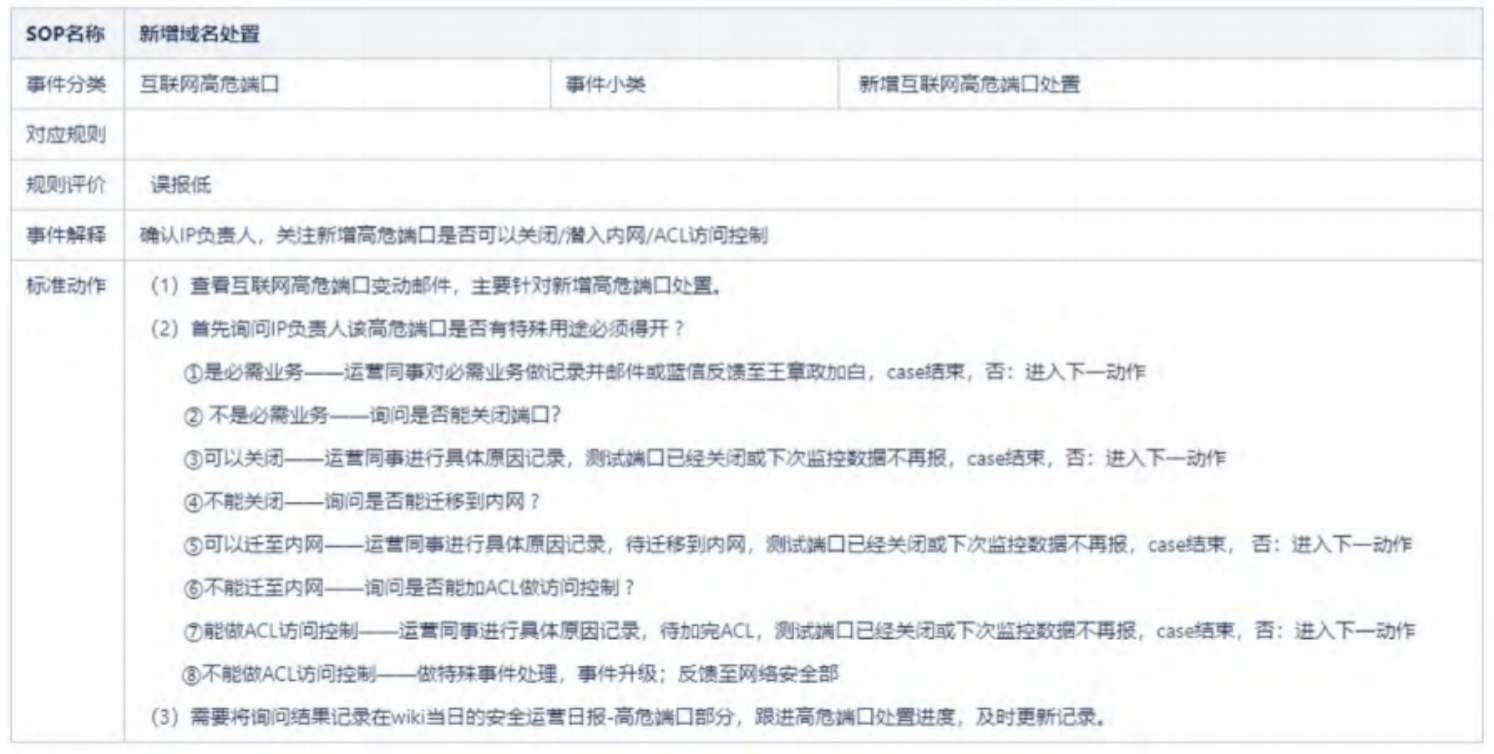 SOP名称 新增域名处置
事件分类 互联网高危端口 事件小类 新增互联网高危端口处置
对应规则
规则评价 误报低
事件解释 确认IP负责人，关注新增高危端口是否可以关闭/潜入内网/ACL访问控制
标准动作 （1）查看互联网高危端口变动邮件，主要针对新增高危端口处置。
（2）首先询问IP负责人该高危端口是否有特殊用途必须得开？
①是必需业务——运营同事对必需业务做记录并邮件或蓝信反馈至王章政加白，case结束，否：进入下一动作
② 不是必需业务——询问是否能关闭端口？
③可以关闭——运营同事进行具体原因记录，测试端口已经关闭或下次监控数据不再报，case结束，否：进入下一动作
④不能关闭——询问是否能迁移到内网？
⑤可以迁至内网——运营同事进行具体原因记录，待迁移到内网，测试端口已经关闭或下次监控数据不再报，case结束， 否：进入下一动作
⑥不能迁至内网——询问是否能加ACL做访问控制？
⑦能做ACL访问控制——运营同事进行具体原因记录，待加完ACL，测试端口已经关闭或下次监控数据不再报，case结束，否：进入下一动作
⑧不能做ACL访问控制——做特殊事件处理，事件升级；反馈至网络安全部
（3）需要将询问结果记录在wiki当日的安全运营日报-高危端口部分，跟进高危端口处置进度，及时更新记录。